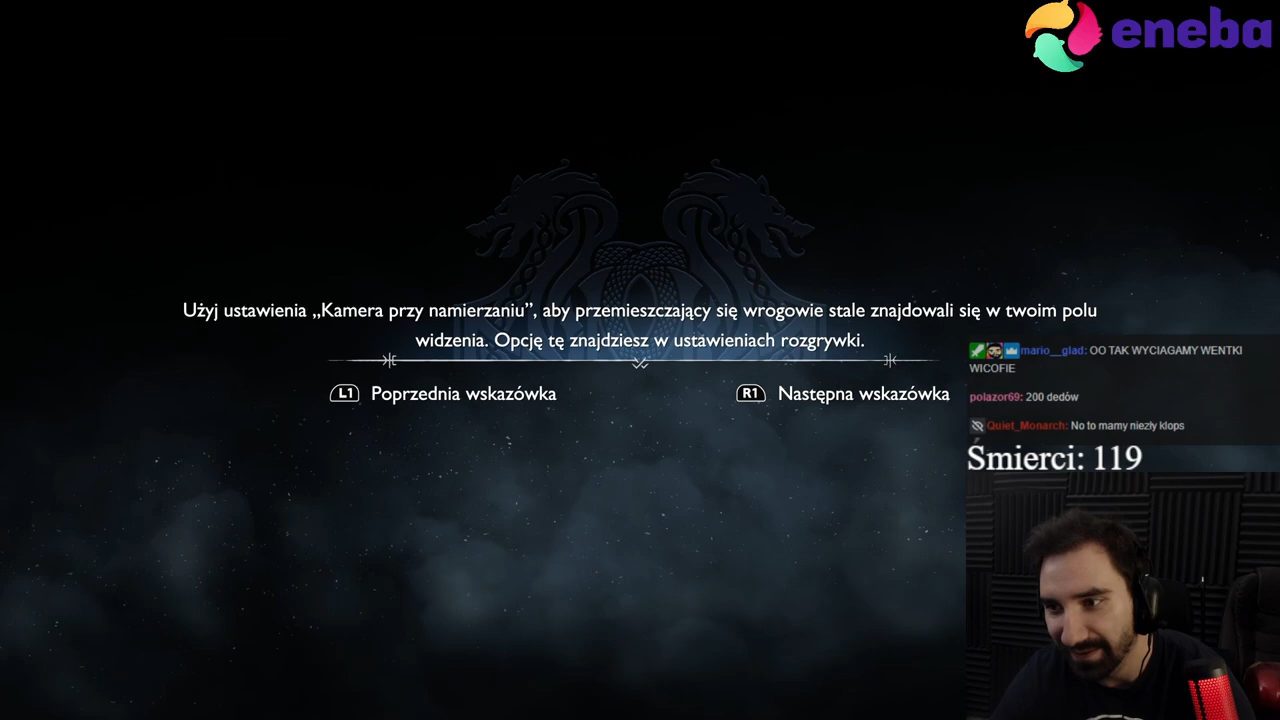 eneba
Użyj ustawienia „Kamera przy namierzaniu”, aby przemieszczający się wrogowie stale znajdowali się w twoim polu
widzenia. Opcję tę znajdziesz w ustawieniach rozgrywki.
L1 Poprzednia wskazówka
R1 Następna wskazówka
mario__glad: OO TAK WYCIAGAMY WENTKI
WICOFIE
polazor69: 200 dedów
Quiet_Monarch: No to mamy niezły klops
Śmierci: 119